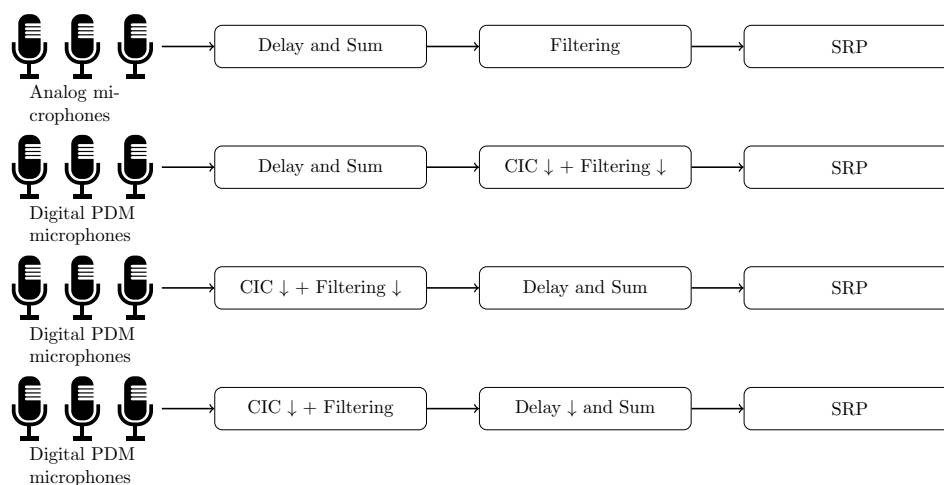 Delay and Sum
Filtering
SRP
Analog mi-
crophones
Delay and Sum
CIC ↓ + Filtering ↓
SRP
Digital PDM
microphones
CIC ↓ + Filtering ↓
Delay and Sum
SRP
Digital PDM
microphones
CIC ↓ + Filtering
Delay ↓ and Sum
SRP
Digital PDM
microphones